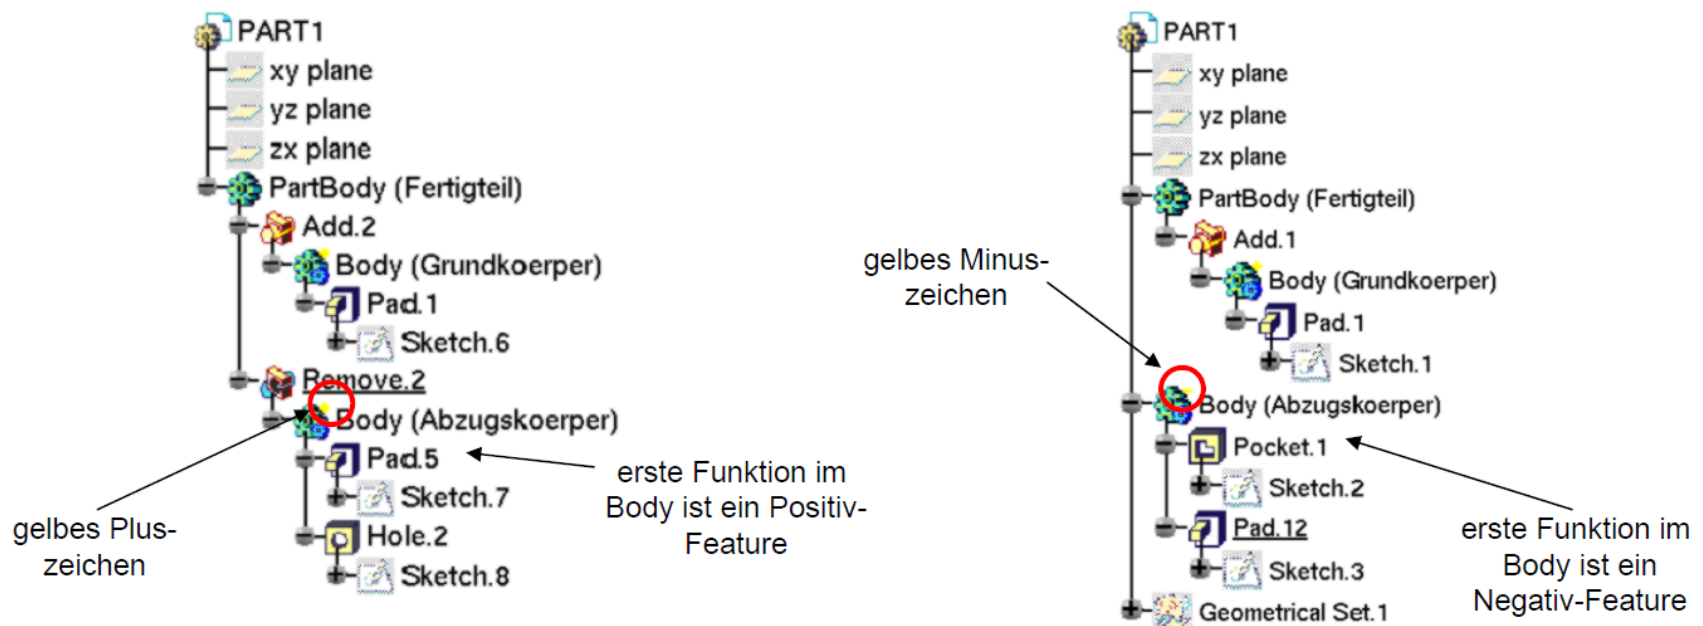 PART1
xy plane
yz plane
zx plane
PartBody (Fertigteil)
Add.2
Body (Grundkoerper)
Pad.1
Sketch.6
Remove.2
Body (Abzugskoerper)
Pad.5
Sketch.7
Hole.2
Sketch.8
gelbes Plus-
zeichen
erste Funktion im
Body ist ein Positiv-
Feature
PART1
xy plane
yz plane
zx plane
PartBody (Fertigteil)
Add.1
Body (Grundkoerper)
Pad.1
Sketch.1
Body (Abzugskoerper)
Pocket.1
Sketch.2
Pad.12
Sketch.3
Geometrical Set.1
gelbes Minus-
zeichen
erste Funktion im
Body ist ein
Negativ-Feature